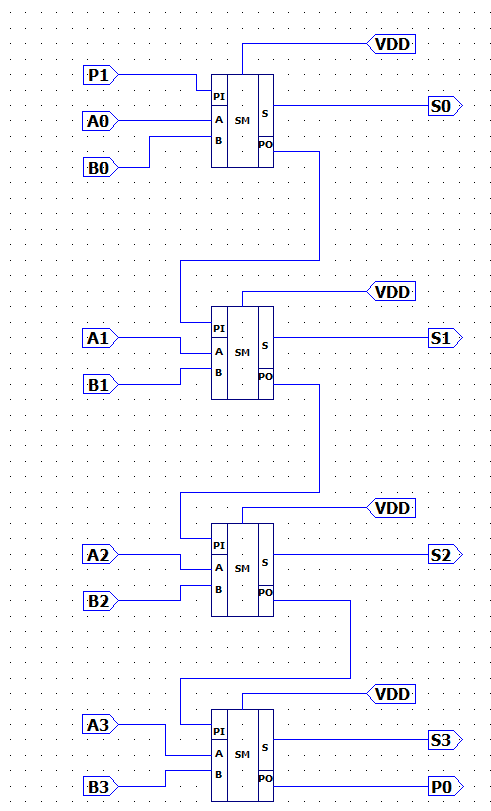 VDD
P1
PI
S0
S
A0
A
SM
B
PO
B0
VDD
PI
A1
S1
S
A
SM
B
PO
B1
VDD
PI
A2
S2
S
A
SM
B
PO
B2
VDD
A3
PI
S3
S
A
SM
B
PO
B3
P0